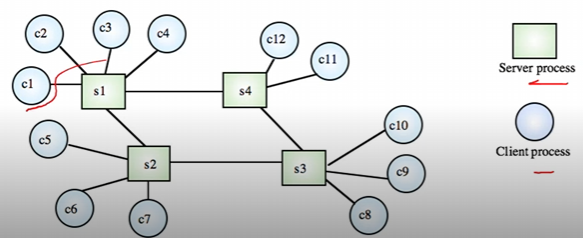 c2
c3
c4
c12
c11
c1
s1
s4
Server process
c5
s2
s3
c10
c9
Client process
c6
c7
c8